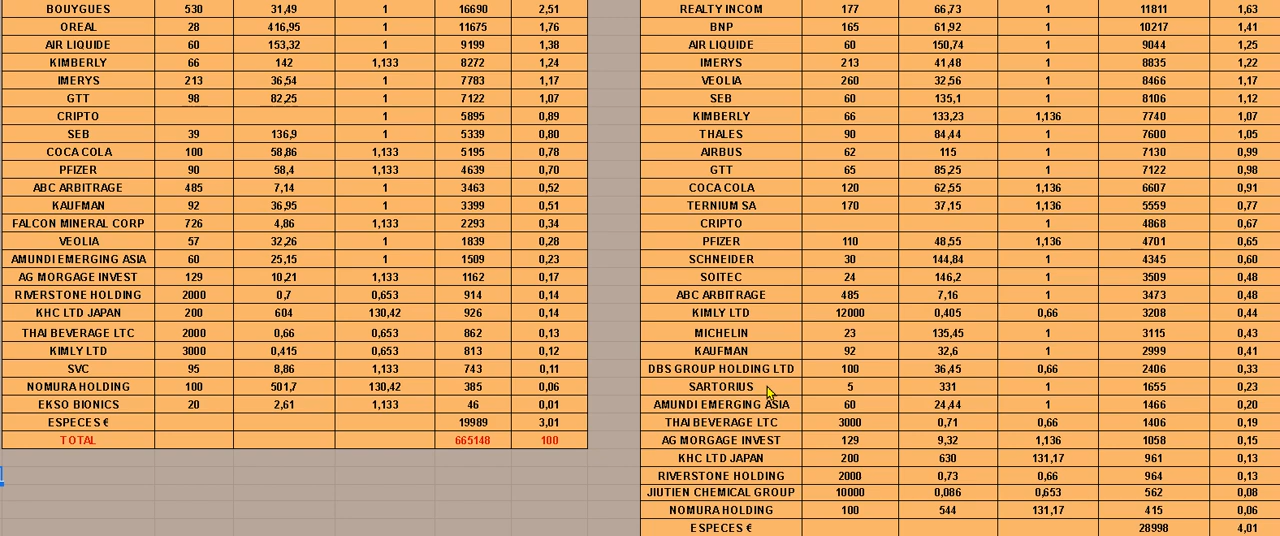 BOUYGUES 530 31,49 1 16690 2,51
OREAL 28 416,95 1 11675 1,76
AIR LIQUIDE 60 153,32 1 9199 1,38
KIMBERLY 66 142 1,133 8272 1,24
IMERYS 213 36,54 1 7783 1,17
GTT 98 82,25 1 7122 1,07
CRIPTO 1 5895 0,89
SEB 39 136,9 1 5339 0,80
COCA COLA 100 58,86 1,133 5195 0,78
PFIZER 90 58,4 1,133 4639 0,70
ABC ARBITRAGE 485 7,14 1 3463 0,52
KAUFMAN 92 36,95 1 3399 0,51
FALCON MINERAL CORP 726 4,86 1,133 2293 0,34
VEOLIA 57 32,26 1 1839 0,28
AMUNDI EMERGING ASIA 60 25,15 1 1509 0,23
AG MORGAGE INVEST 129 10,21 1,133 1162 0,17
RIVERSTONE HOLDING 2000 0,7 0,653 914 0,14
KHC LTD JAPAN 200 604 130,42 926 0,14
THAI BEVERAGE LTC 2000 0,66 0,653 862 0,13
KIMLY LTD 3000 0,415 0,653 813 0,12
SVC 95 8,86 1,133 743 0,11
NOMURA HOLDING 100 501,7 130,42 385 0,06
EKSO BIONICS 20 2,61 1,133 46 0,01
ESPECES € 19989 3,01
TOTAL 665148 100
REALTY INCOM 177 66,73 1 11811 1,63
BNP 165 61,92 1 10217 1,41
AIR LIQUIDE 60 150,74 1 9044 1,25
IMERYS 213 41,48 1 8835 1,22
VEOLIA 260 32,56 1 8466 1,17
SEB 60 135,1 1 8106 1,12
KIMBERLY 66 133,23 1,136 7740 1,07
THALES 90 84,44 1 7600 1,05
AIRBUS 62 115 1 7130 0,99
GTT 65 85,25 1 7122 0,98
COCA COLA 120 62,55 1,136 6607 0,91
TERNIUM SA 170 37,15 1,136 5559 0,77
CRIPTO 1 4868 0,67
PFIZER 110 48,55 1,136 4701 0,65
SCHNEIDER 30 144,84 1 4345 0,60
SOITEC 24 146,2 1 3509 0,48
ABC ARBITRAGE 485 7,16 1 3473 0,48
KIMLY LTD 12000 0,405 0,66 3208 0,44
MICHELIN 23 135,45 1 3115 0,43
KAUFMAN 92 32,6 1 2999 0,41
DBS GROUP HOLDING LTD 100 36,45 0,66 2406 0,33
SARTORIUS 5 331 1 1655 0,23
AMUNDI EMERGING ASIA 60 24,44 1 1466 0,20
THAI BEVERAGE LTC 3000 0,71 0,66 1406 0,19
AG MORGAGE INVEST 129 9,32 1,136 1058 0,15
KHC LTD JAPAN 200 630 131,17 961 0,13
RIVERSTONE HOLDING 2000 0,73 0,66 964 0,13
JIUTIEN CHEMICAL GROUP 10000 0,086 0,653 562 0,08
NOMURA HOLDING 100 544 131,17 415 0,06
ESPECES € 28998 4,01